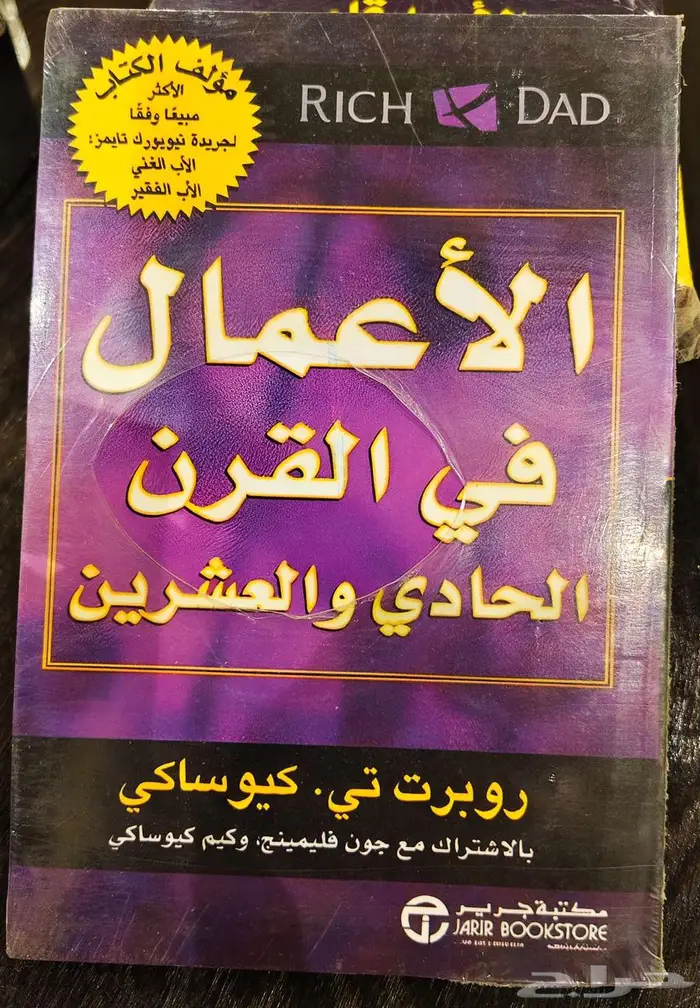 مؤلف الكتاب
الأكثر
مبيعًا وفقًا
لجريدة نيويورك تايمز:
الأب الغني
الأب الفقير
RICH DAD
الأعمال
في القرن
الحادي والعشرين
روبرت تي. كيوساكي
بالاشتراك مع جون فليمينج، وكيم كيوساكي
مكتبة جرير
JARIR BOOKSTORE
حراج